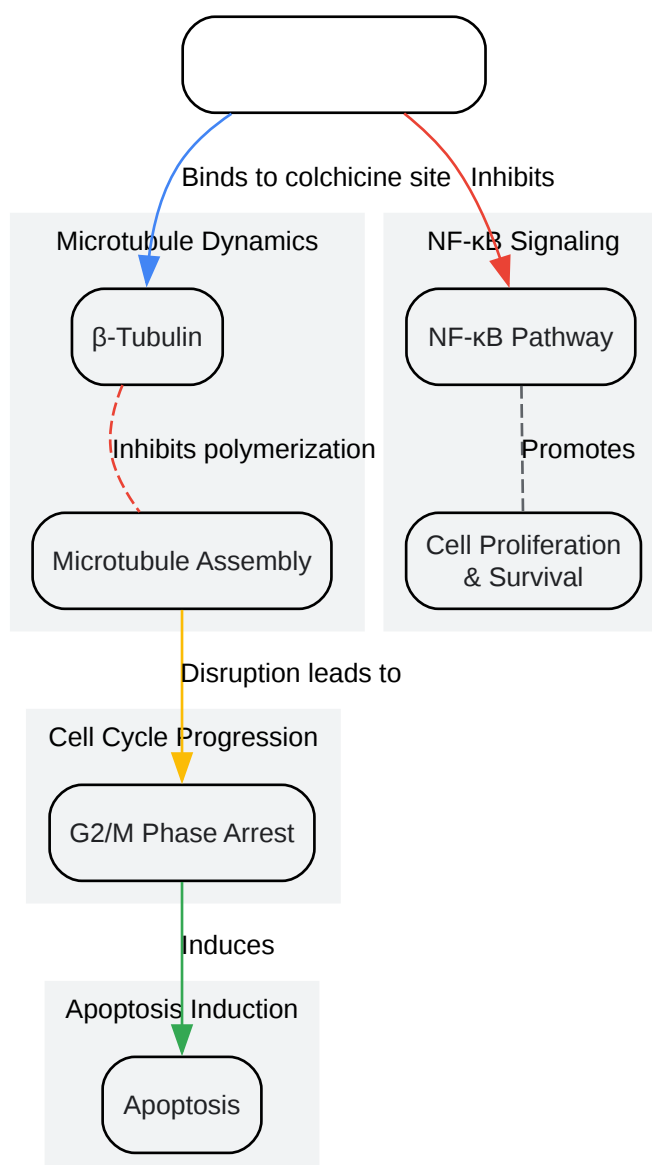 Binds to colchicine site
Inhibits
Microtubule Dynamics
NF-κB Signaling
β-Tubulin
NF-κB Pathway
Inhibits polymerization
Promotes
Microtubule Assembly
Cell Proliferation
& Survival
Disruption leads to
Cell Cycle Progression
G2/M Phase Arrest
Induces
Apoptosis Induction
Apoptosis